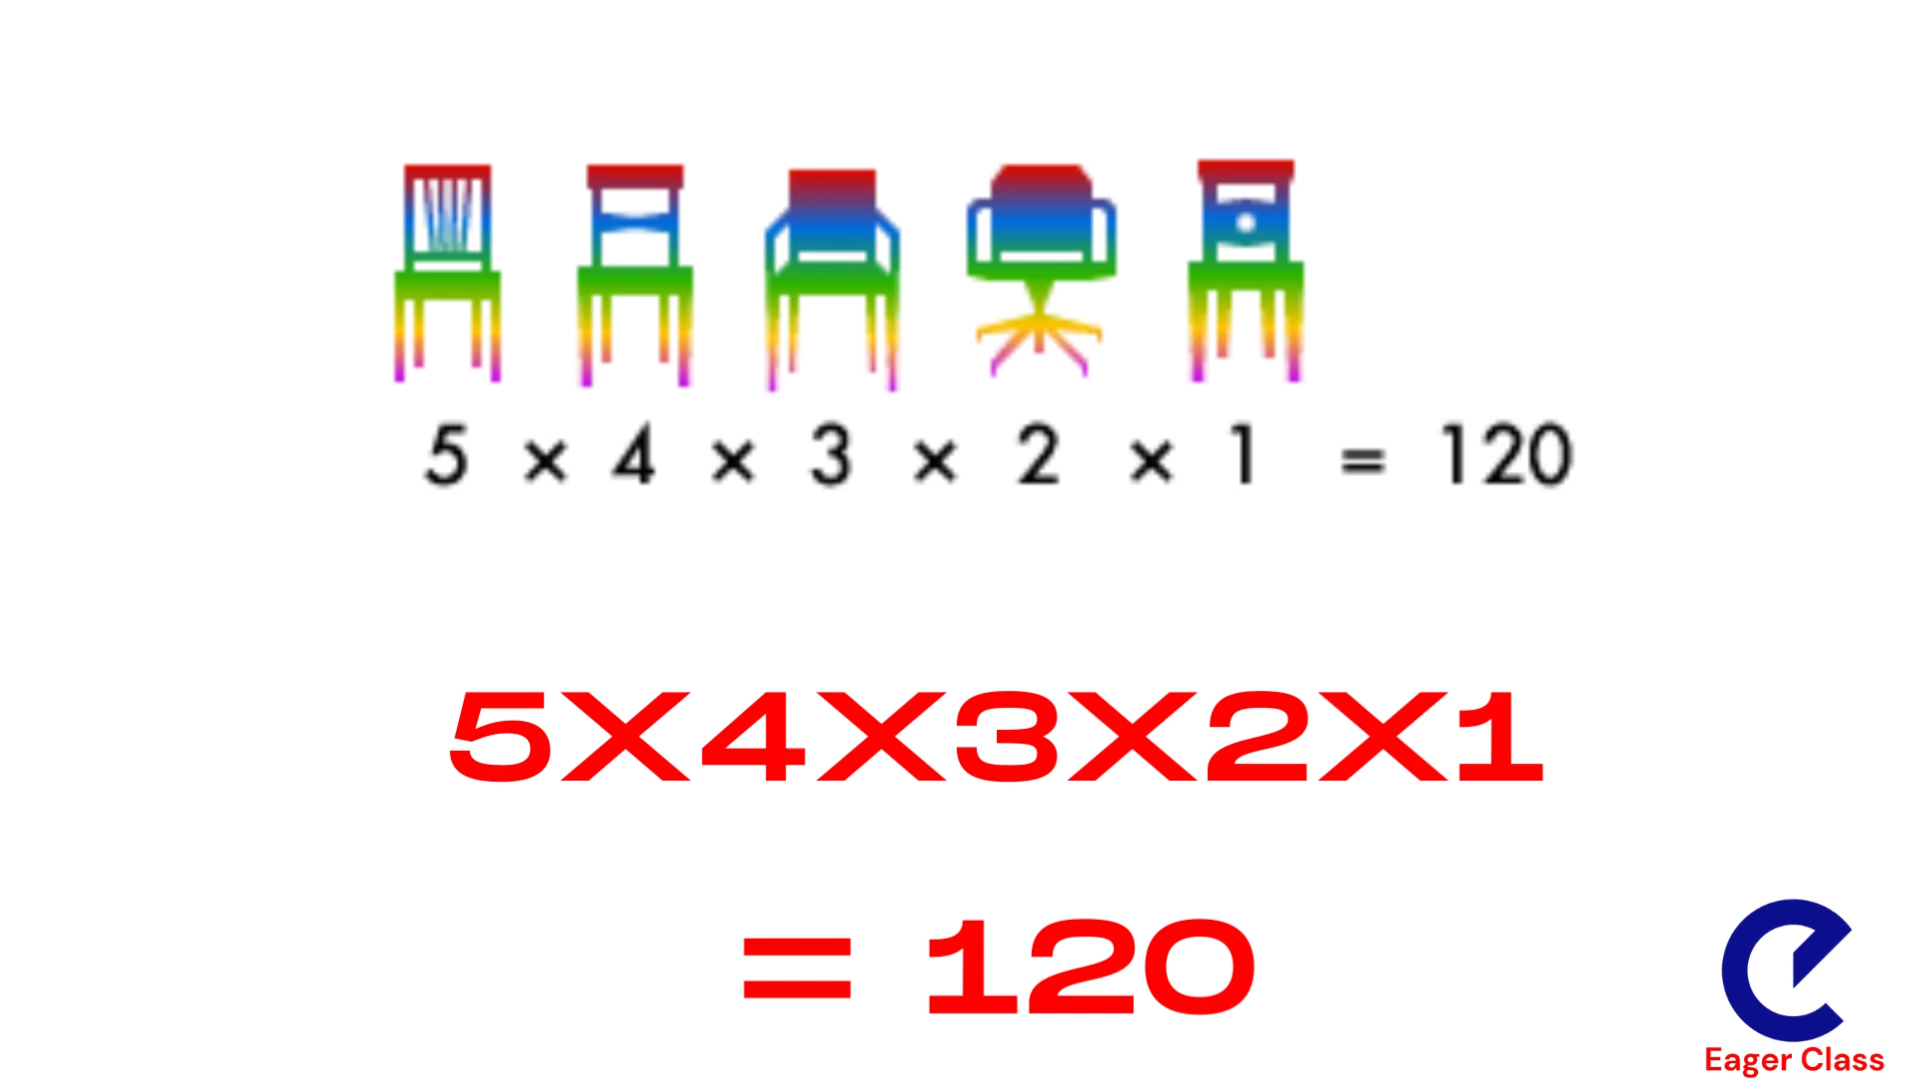 5 × 4 × 3 × 2 × 1 = 120
5X4X3X2X1
= 120
Eager Class